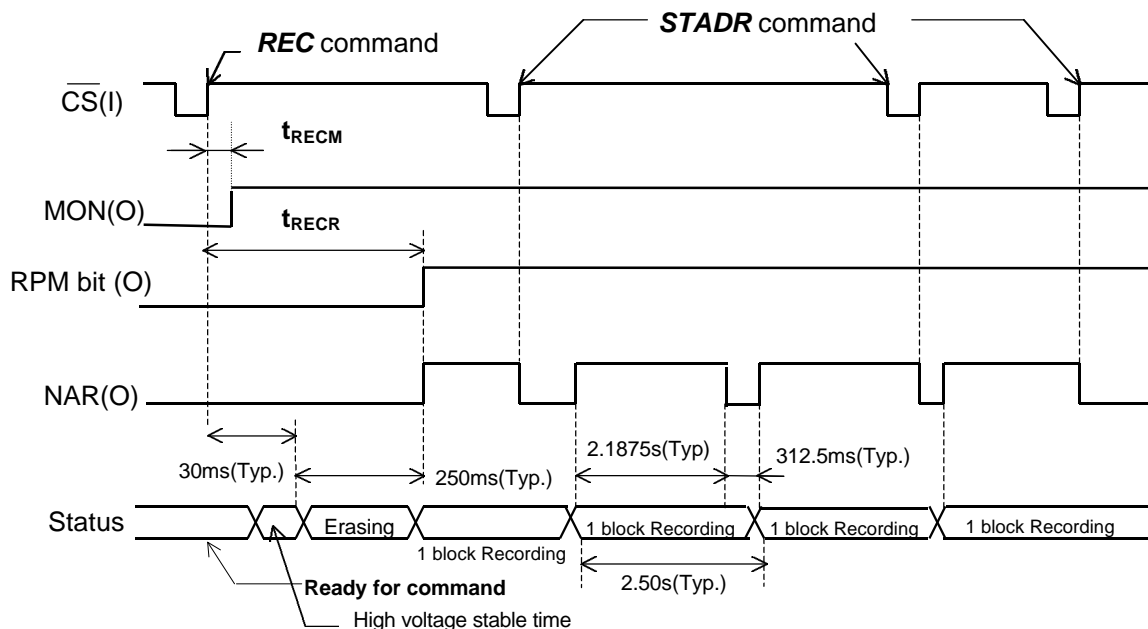 REC command
STADR command
CS(I)
tRECM
MON(O)
tRECR
RPM bit (O)
NAR(O)
30ms(Typ.)
250ms(Typ.)
2.1875s(Typ)
312.5ms(Typ.)
Status
Erasing
1 block Recording
1 block Recording
1 block Recording
1 block Recording
2.50s(Typ.)
Ready for command
High voltage stable time